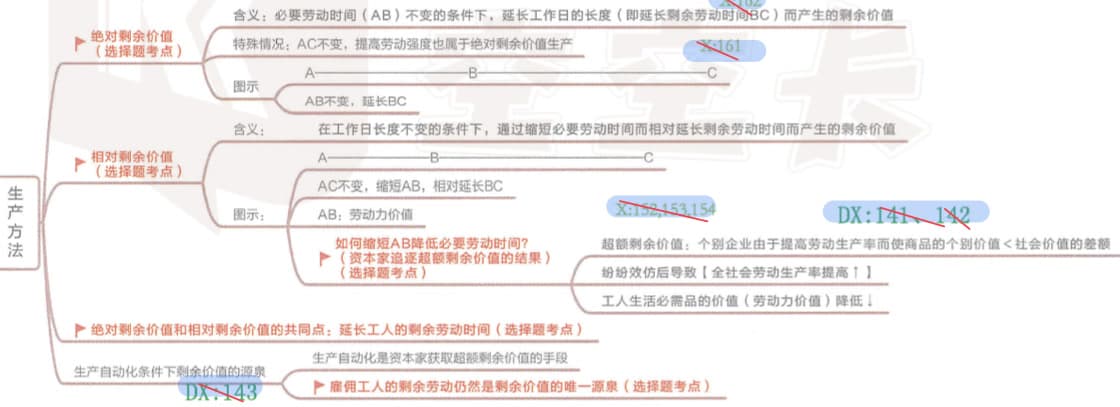 X:162
含义：必要劳动时间（AB）不变的条件下，延长工作日的长度（即延长剩余劳动时间BC）而产生的剩余价值
绝对剩余价值
（选择题考点）
特殊情况：AC不变，提高劳动强度也属于绝对剩余价值生产
X:161
图示
A B C
AB不变，延长BC
含义：
在工作日长度不变的条件下，通过缩短必要劳动时间而相对延长剩余劳动时间而产生的剩余价值
相对剩余价值
（选择题考点）
A B C
AC不变，缩短AB，相对延长BC
生产方法
图示：
AB：劳动力价值
X:152,153,154
DX:141、142
如何缩短AB降低必要劳动时间？
（资本家追逐超额剩余价值的结果）
（选择题考点）
超额剩余价值：个别企业由于提高劳动生产率而使商品的个别价值＜社会价值的差额
纷纷效仿后导致【全社会劳动生产率提高↑】
工人生活必需品的价值（劳动力价值）降低↓
绝对剩余价值和相对剩余价值的共同点：延长工人的剩余劳动时间（选择题考点）
生产自动化条件下剩余价值的源泉
DX:143
生产自动化是资本家获取超额剩余价值的手段
雇佣工人的剩余劳动仍然是剩余价值的唯一源泉（选择题考点）